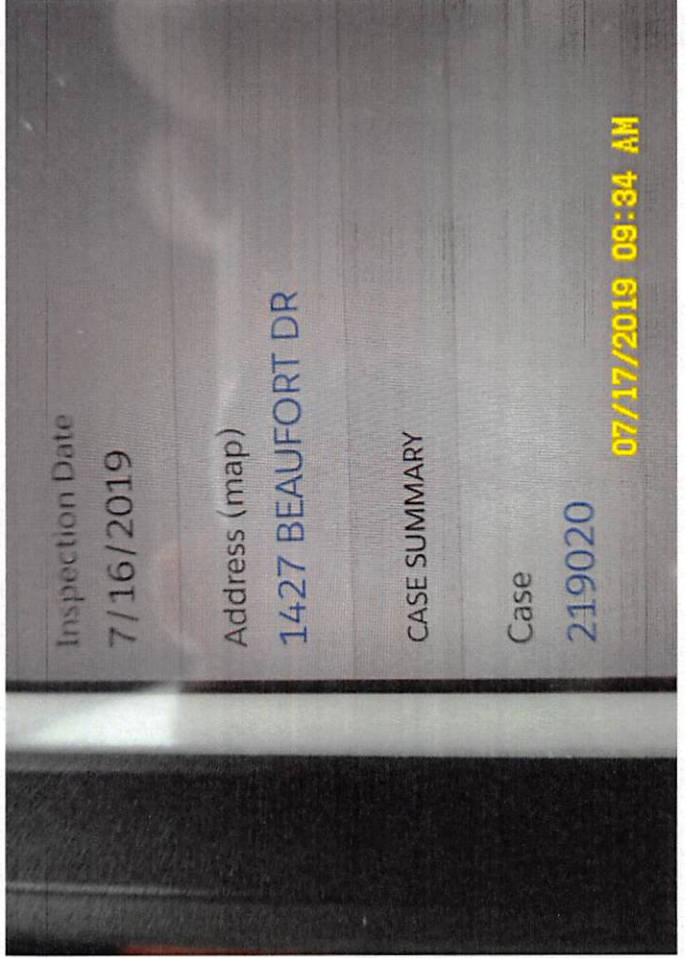 Inspection Date
7/16/2019
Address (map)
1427 BEAUFORT DR
CASE SUMMARY
Case
219020
07/17/2019 09:34 AM